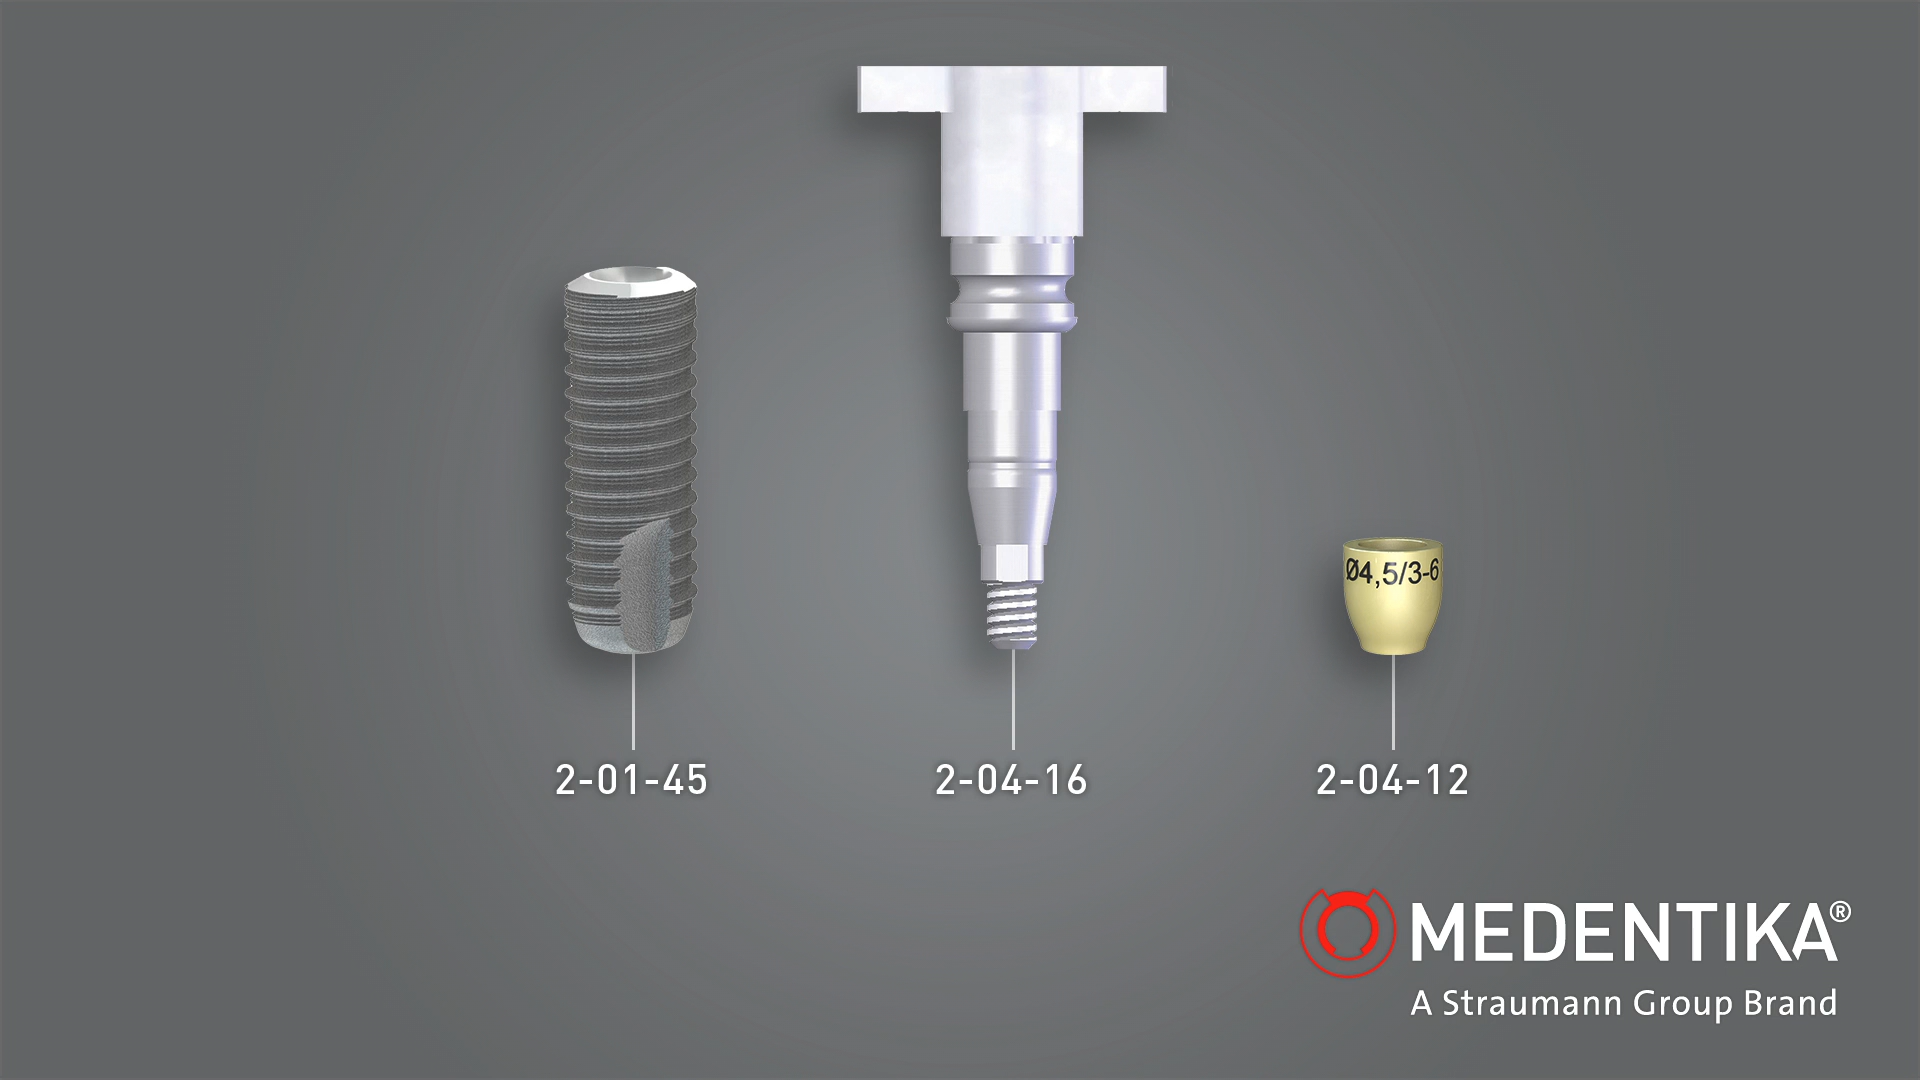 Ø4,5/3-6
2-01-45
2-04-16
2-04-12
MEDENTIKA®
A Straumann Group Brand